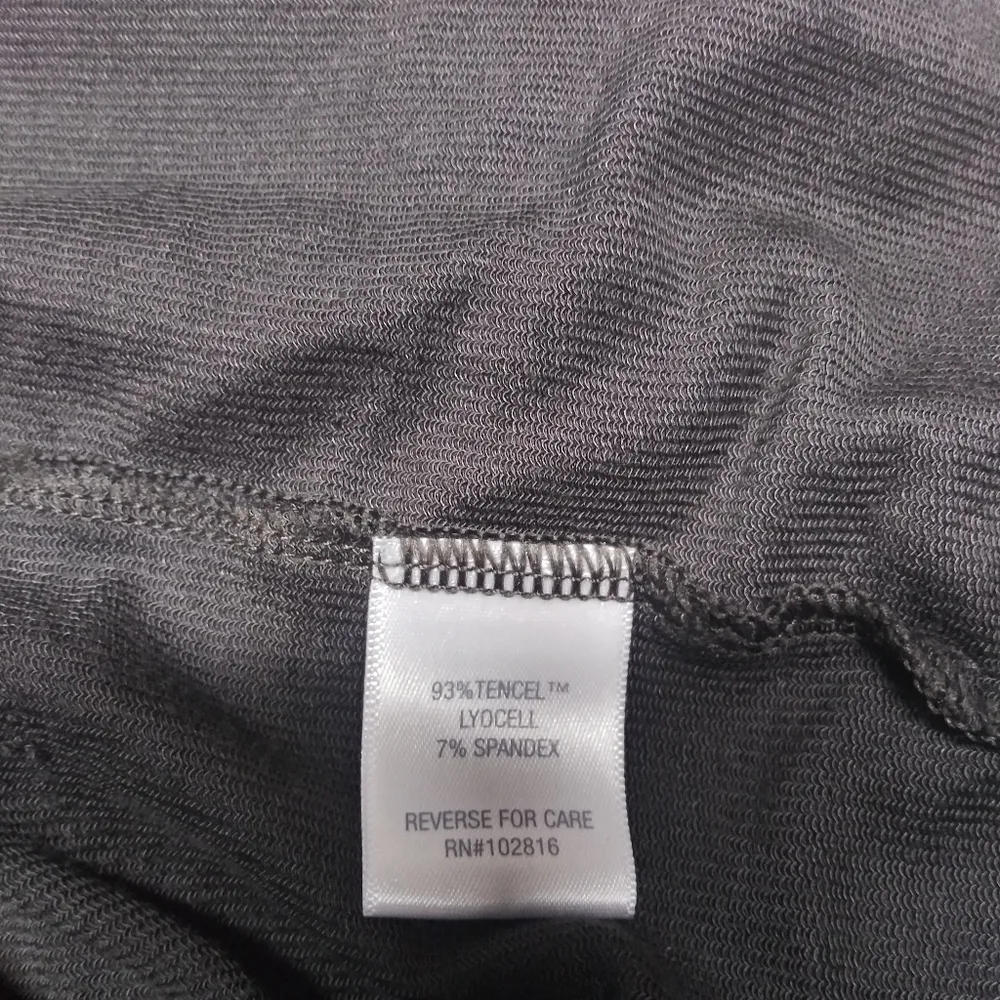 93%TENCEL™
LYOCELL
7% SPANDEX
REVERSE FOR CARE
RN#102816